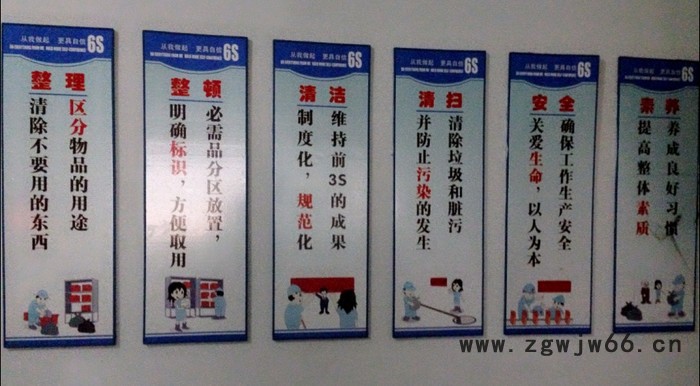 从我做起 更具自信 6S
整理
区分物品的用途
清除不要用的东西
从我做起 更具自信 6S
整顿
必需品分区放置，
明确标识，方便取用
从我做起 更具自信 6S
清洁
维持前3S的成果
制度化，规范化
从我做起 更具自信 6S
清扫
清除垃圾和脏污
并防止污染的发生
从我做起 更具自信 6S
安全
确保工作生产安全
关爱生命，以人为本
从我做起 更具自信 6S
素养
养成良好习惯
提高整体素质
www.zgwjw66.cn